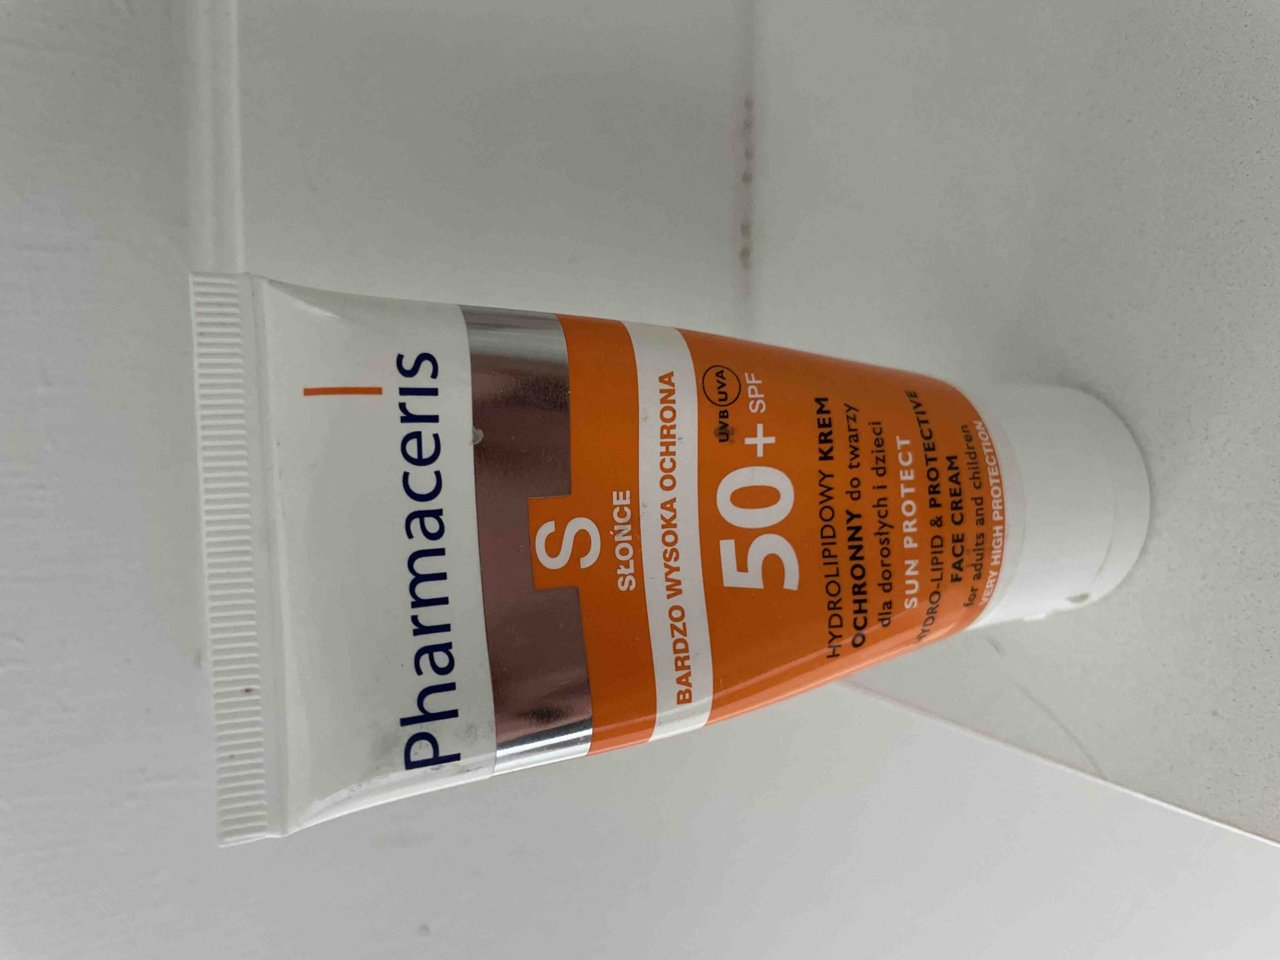 Pharmaceris
S
SŁOŃCE
BARDZO WYSOKA OCHRONA
50+ SPF
UVB UVA
HYDROLIPIDOWY KREM
OCHRONNY do twarzy
dla dorosłych i dzieci
SUN PROTECT
HYDRO-LIPID & PROTECTIVE
FACE CREAM
for adults and children
VERY HIGH PROTECTION